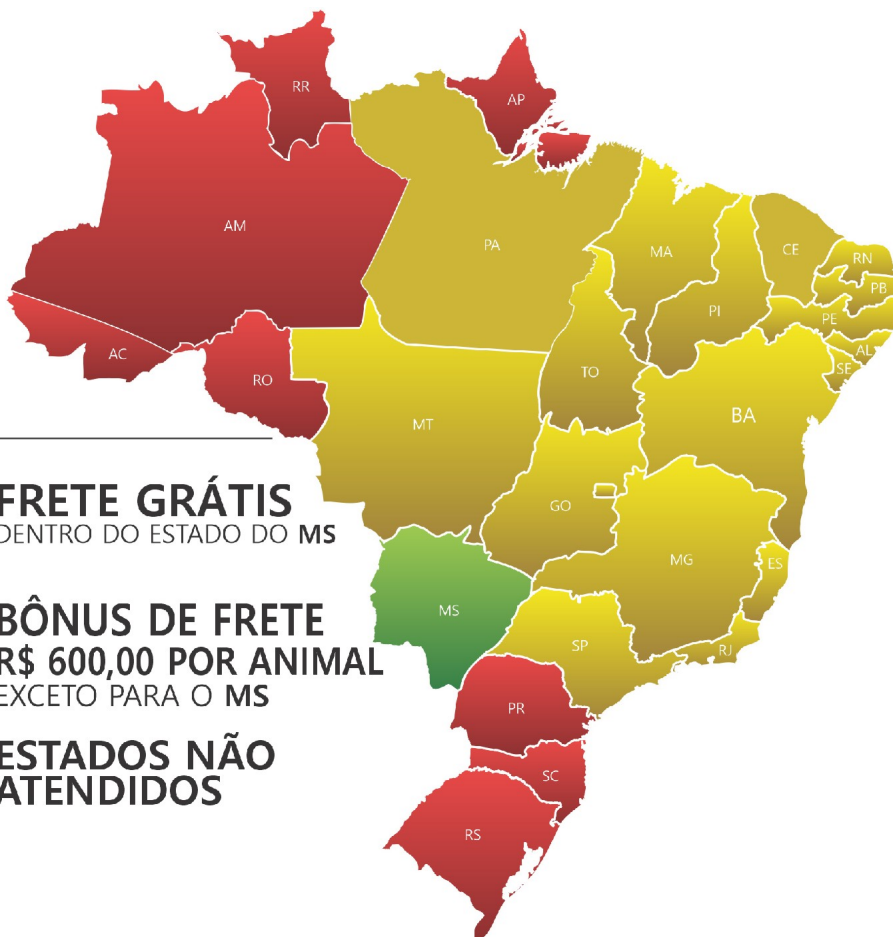 RR
AP
AM
PA
MA
CE
RN
PB
PI
PE
AL
SE
AC
RO
TO
MT
BA
GO
MG
ES
MS
SP
RJ
PR
SC
RS
FRETE GRÁTIS
DENTRO DO ESTADO DO MS
BÔNUS DE FRETE
R$ 600,00 POR ANIMAL
EXCETO PARA O MS
ESTADOS NÃO
ATENDIDOS